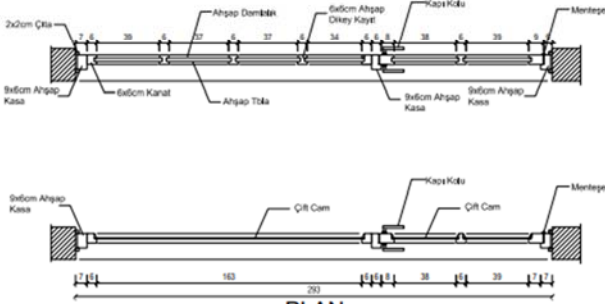 Ahşap Damlalık
6x6cm Ahşap
Dikey Kayıt
Kapı Kolu
Menteşe
2x2cm Çıta
7 6 39 6 37 6 37 6 34 6 6 8 38 6 39 9 9
9x6cm Ahşap
Kasa
6x6cm Kanat
Ahşap Tbla
9x6cm Ahşap
Kasa
9x6cm Ahşap
Kasa
9x6cm Ahşap
Kasa
Çift Cam
Kapı Kolu
Çift Cam
Menteşe
7 6 163 6 6 8 38 6 39 7 7
293
PLAN